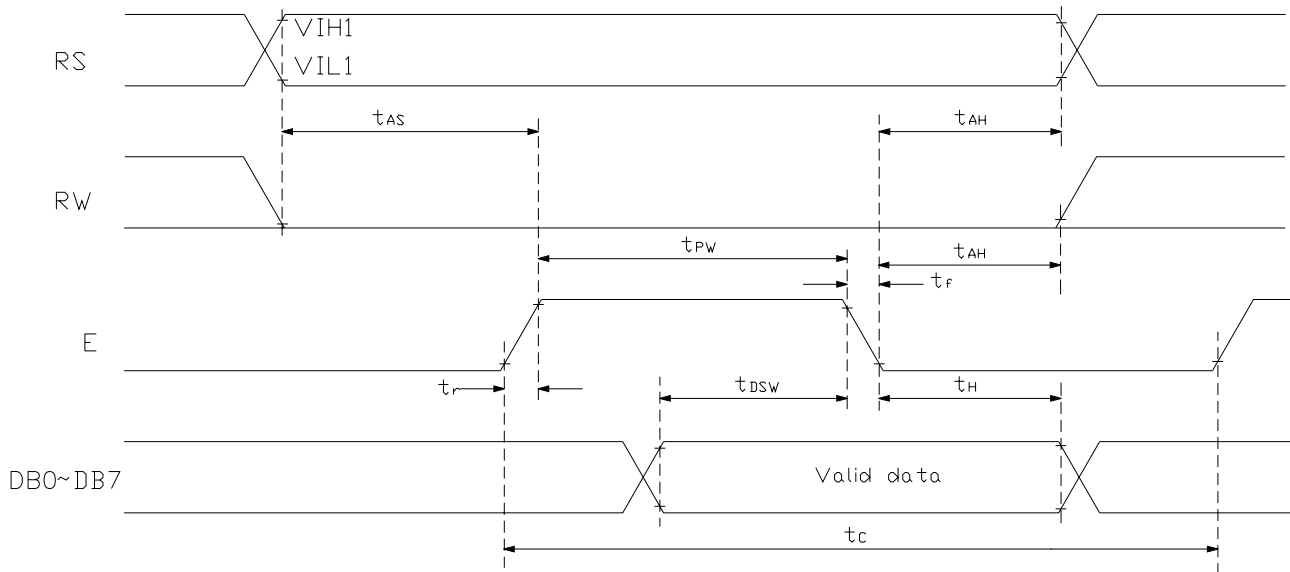 VIH1
RS
VIL1
tAS
tAH
RW
tPW
tAH
tf
E
tr
tDSW
tH
DB0~DB7
Valid data
tC